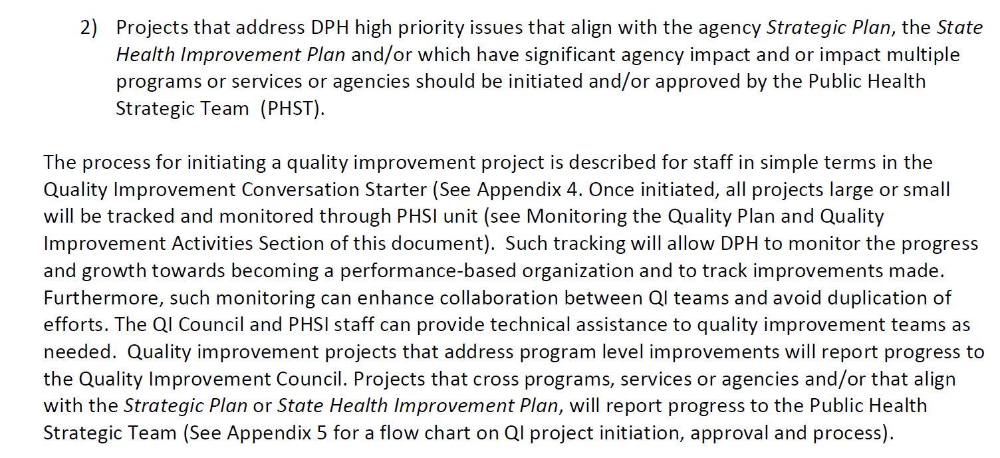 2) Projects that address DPH high priority issues that align with the agency Strategic Plan, the State
Health Improvement Plan and/or which have significant agency impact and or impact multiple
programs or services or agencies should be initiated and/or approved by the Public Health
Strategic Team (PHST).
The process for initiating a quality improvement project is described for staff in simple terms in the
Quality Improvement Conversation Starter (See Appendix 4. Once initiated, all projects large or small
will be tracked and monitored through PHSI unit (see Monitoring the Quality Plan and Quality
Improvement Activities Section of this document). Such tracking will allow DPH to monitor the progress
and growth towards becoming a performance-based organization and to track improvements made.
Furthermore, such monitoring can enhance collaboration between QI teams and avoid duplication of
efforts. The QI Council and PHSI staff can provide technical assistance to quality improvement teams as
needed. Quality improvement projects that address program level improvements will report progress to
the Quality Improvement Council. Projects that cross programs, services or agencies and/or that align
with the Strategic Plan or State Health Improvement Plan, will report progress to the Public Health
Strategic Team (See Appendix 5 for a flow chart on QI project initiation, approval and process).